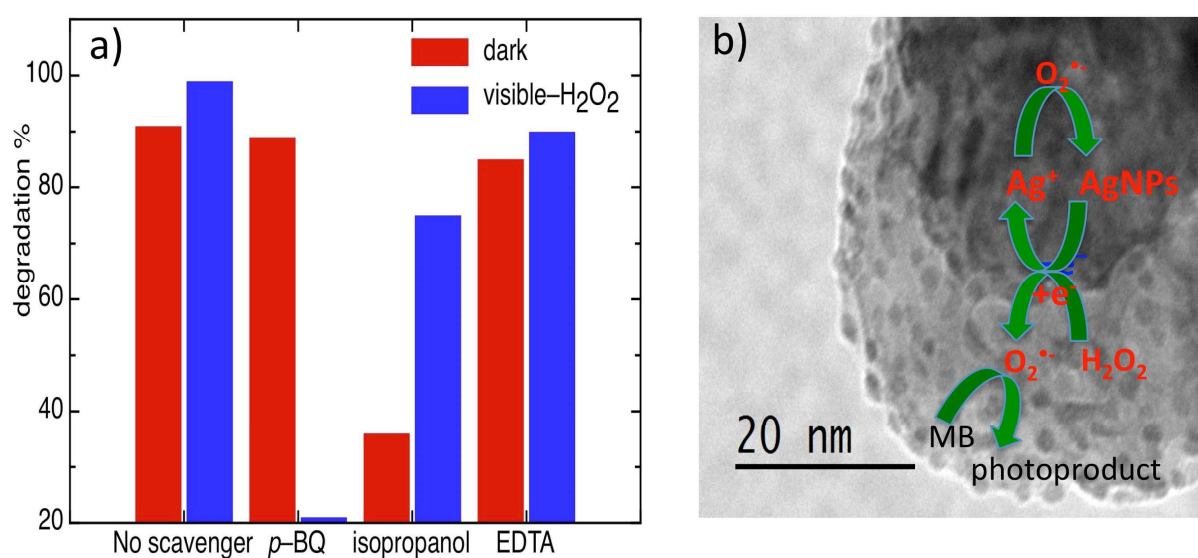 a)
dark
visible–H₂O₂
degradation %
100
80
60
40
20
No scavenger
p–BQ
isopropanol
EDTA
b)
O₂•-
Ag⁺
AgNPs
+e⁻
O₂•-
H₂O₂
MB
photoproduct
20 nm